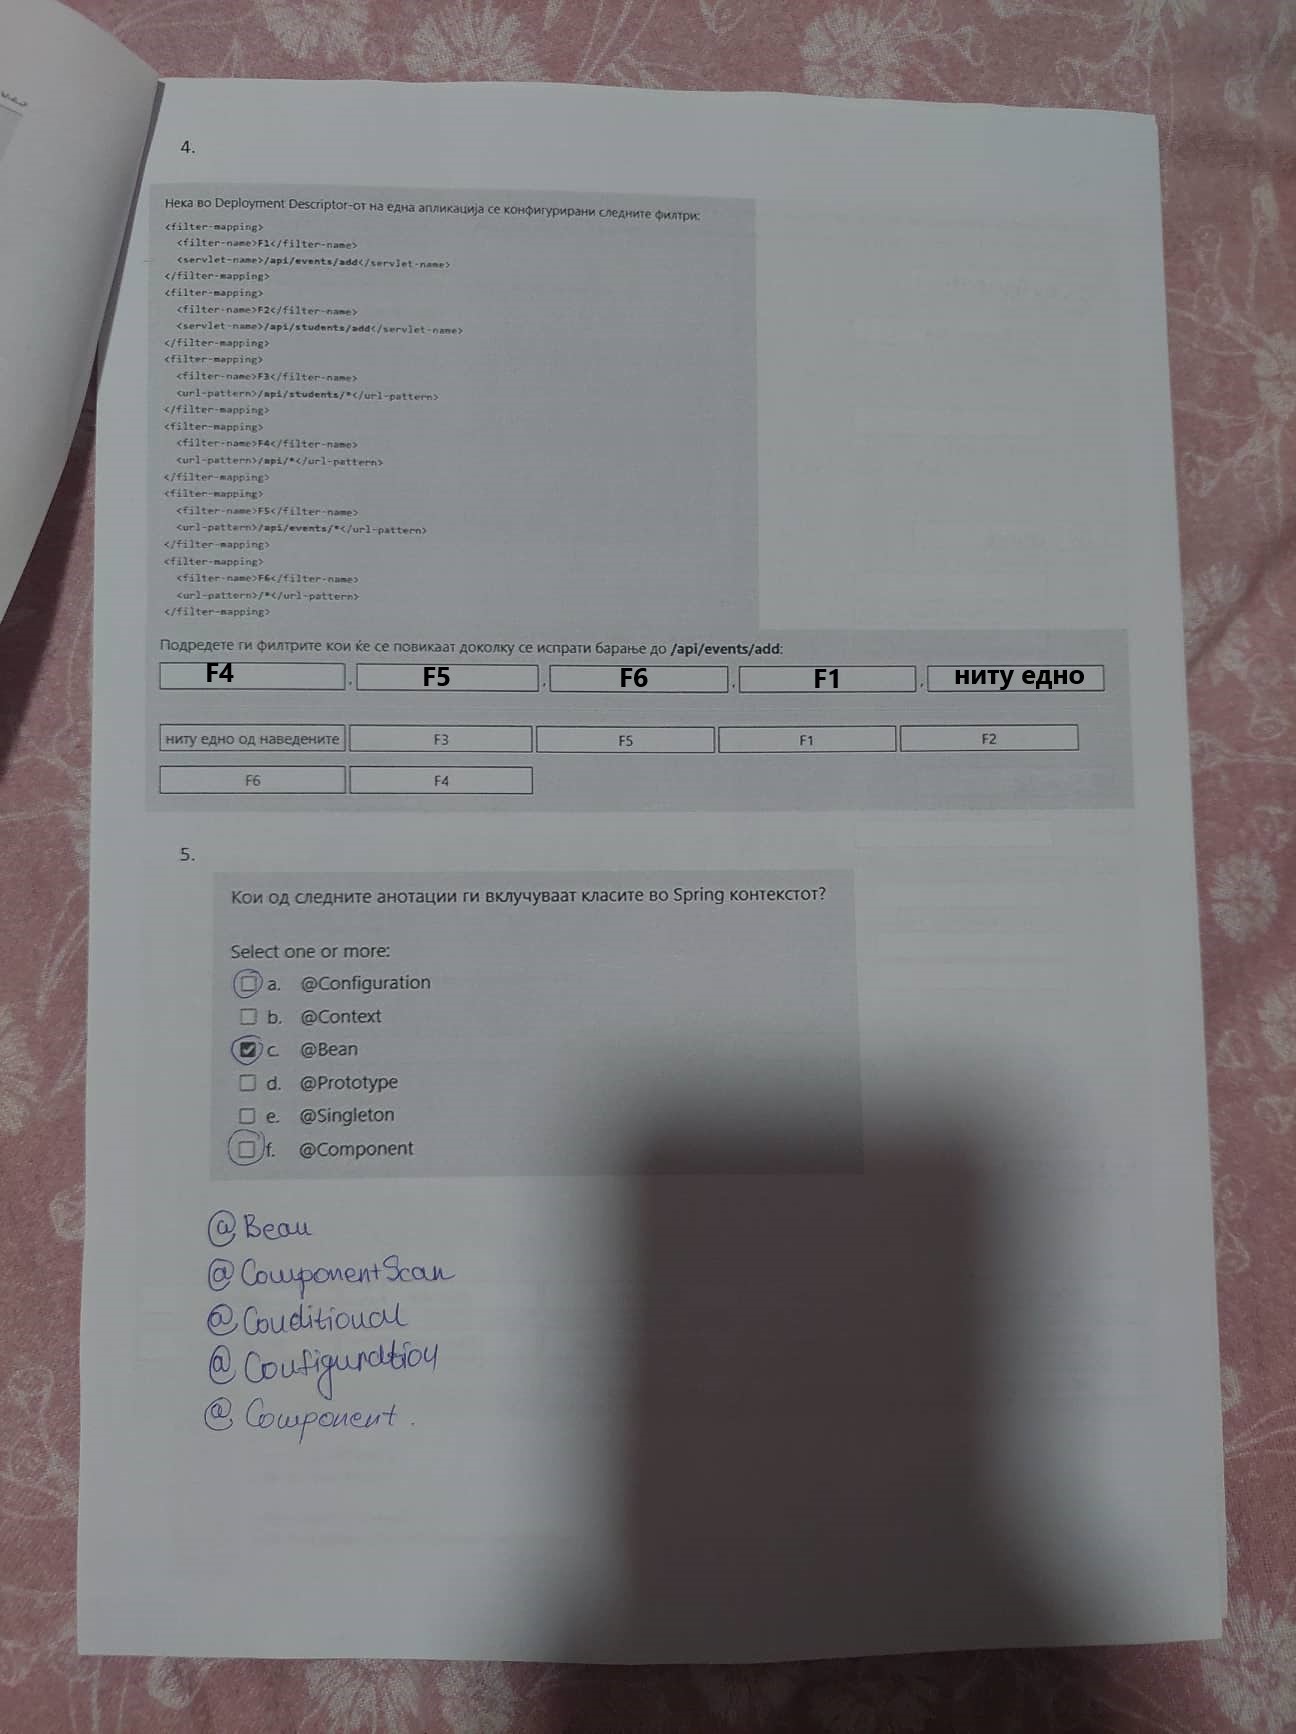 4.
Нека во Deployment Descriptor-от на една апликација се конфигурирани следните филтри:
<filter-mapping>
<filter-name>F1</filter-name>
<servlet-name>/api/events/add</servlet-name>
</filter-mapping>
<filter-mapping>
<filter-name>F2</filter-name>
<servlet-name>/api/students/add</servlet-name>
</filter-mapping>
<filter-mapping>
<filter-name>F3</filter-name>
<url-pattern>/api/students/*</url-pattern>
</filter-mapping>
<filter-mapping>
<filter-name>F4</filter-name>
<url-pattern>/api/*</url-pattern>
</filter-mapping>
<filter-mapping>
<filter-name>F5</filter-name>
<url-pattern>/api/events/*</url-pattern>
</filter-mapping>
<filter-mapping>
<filter-name>F6</filter-name>
<url-pattern>/*</url-pattern>
</filter-mapping>
Подредете ги филтрите кои ќе се повикаат доколку се испрати барање до /api/events/add:
F4 , F5 , F6 , F1 , ниту едно
ниту едно од наведените F3 F5 F1 F2
F6 F4
5.
Кои од следните анотации ги вклучуваат класите во Spring контекстот?
Select one or more:
a. @Configuration
b. @Context
c. @Bean
d. @Prototype
e. @Singleton
f. @Component
@Bean
@ComponentScan
@Conditional
@Configuration
@Component.